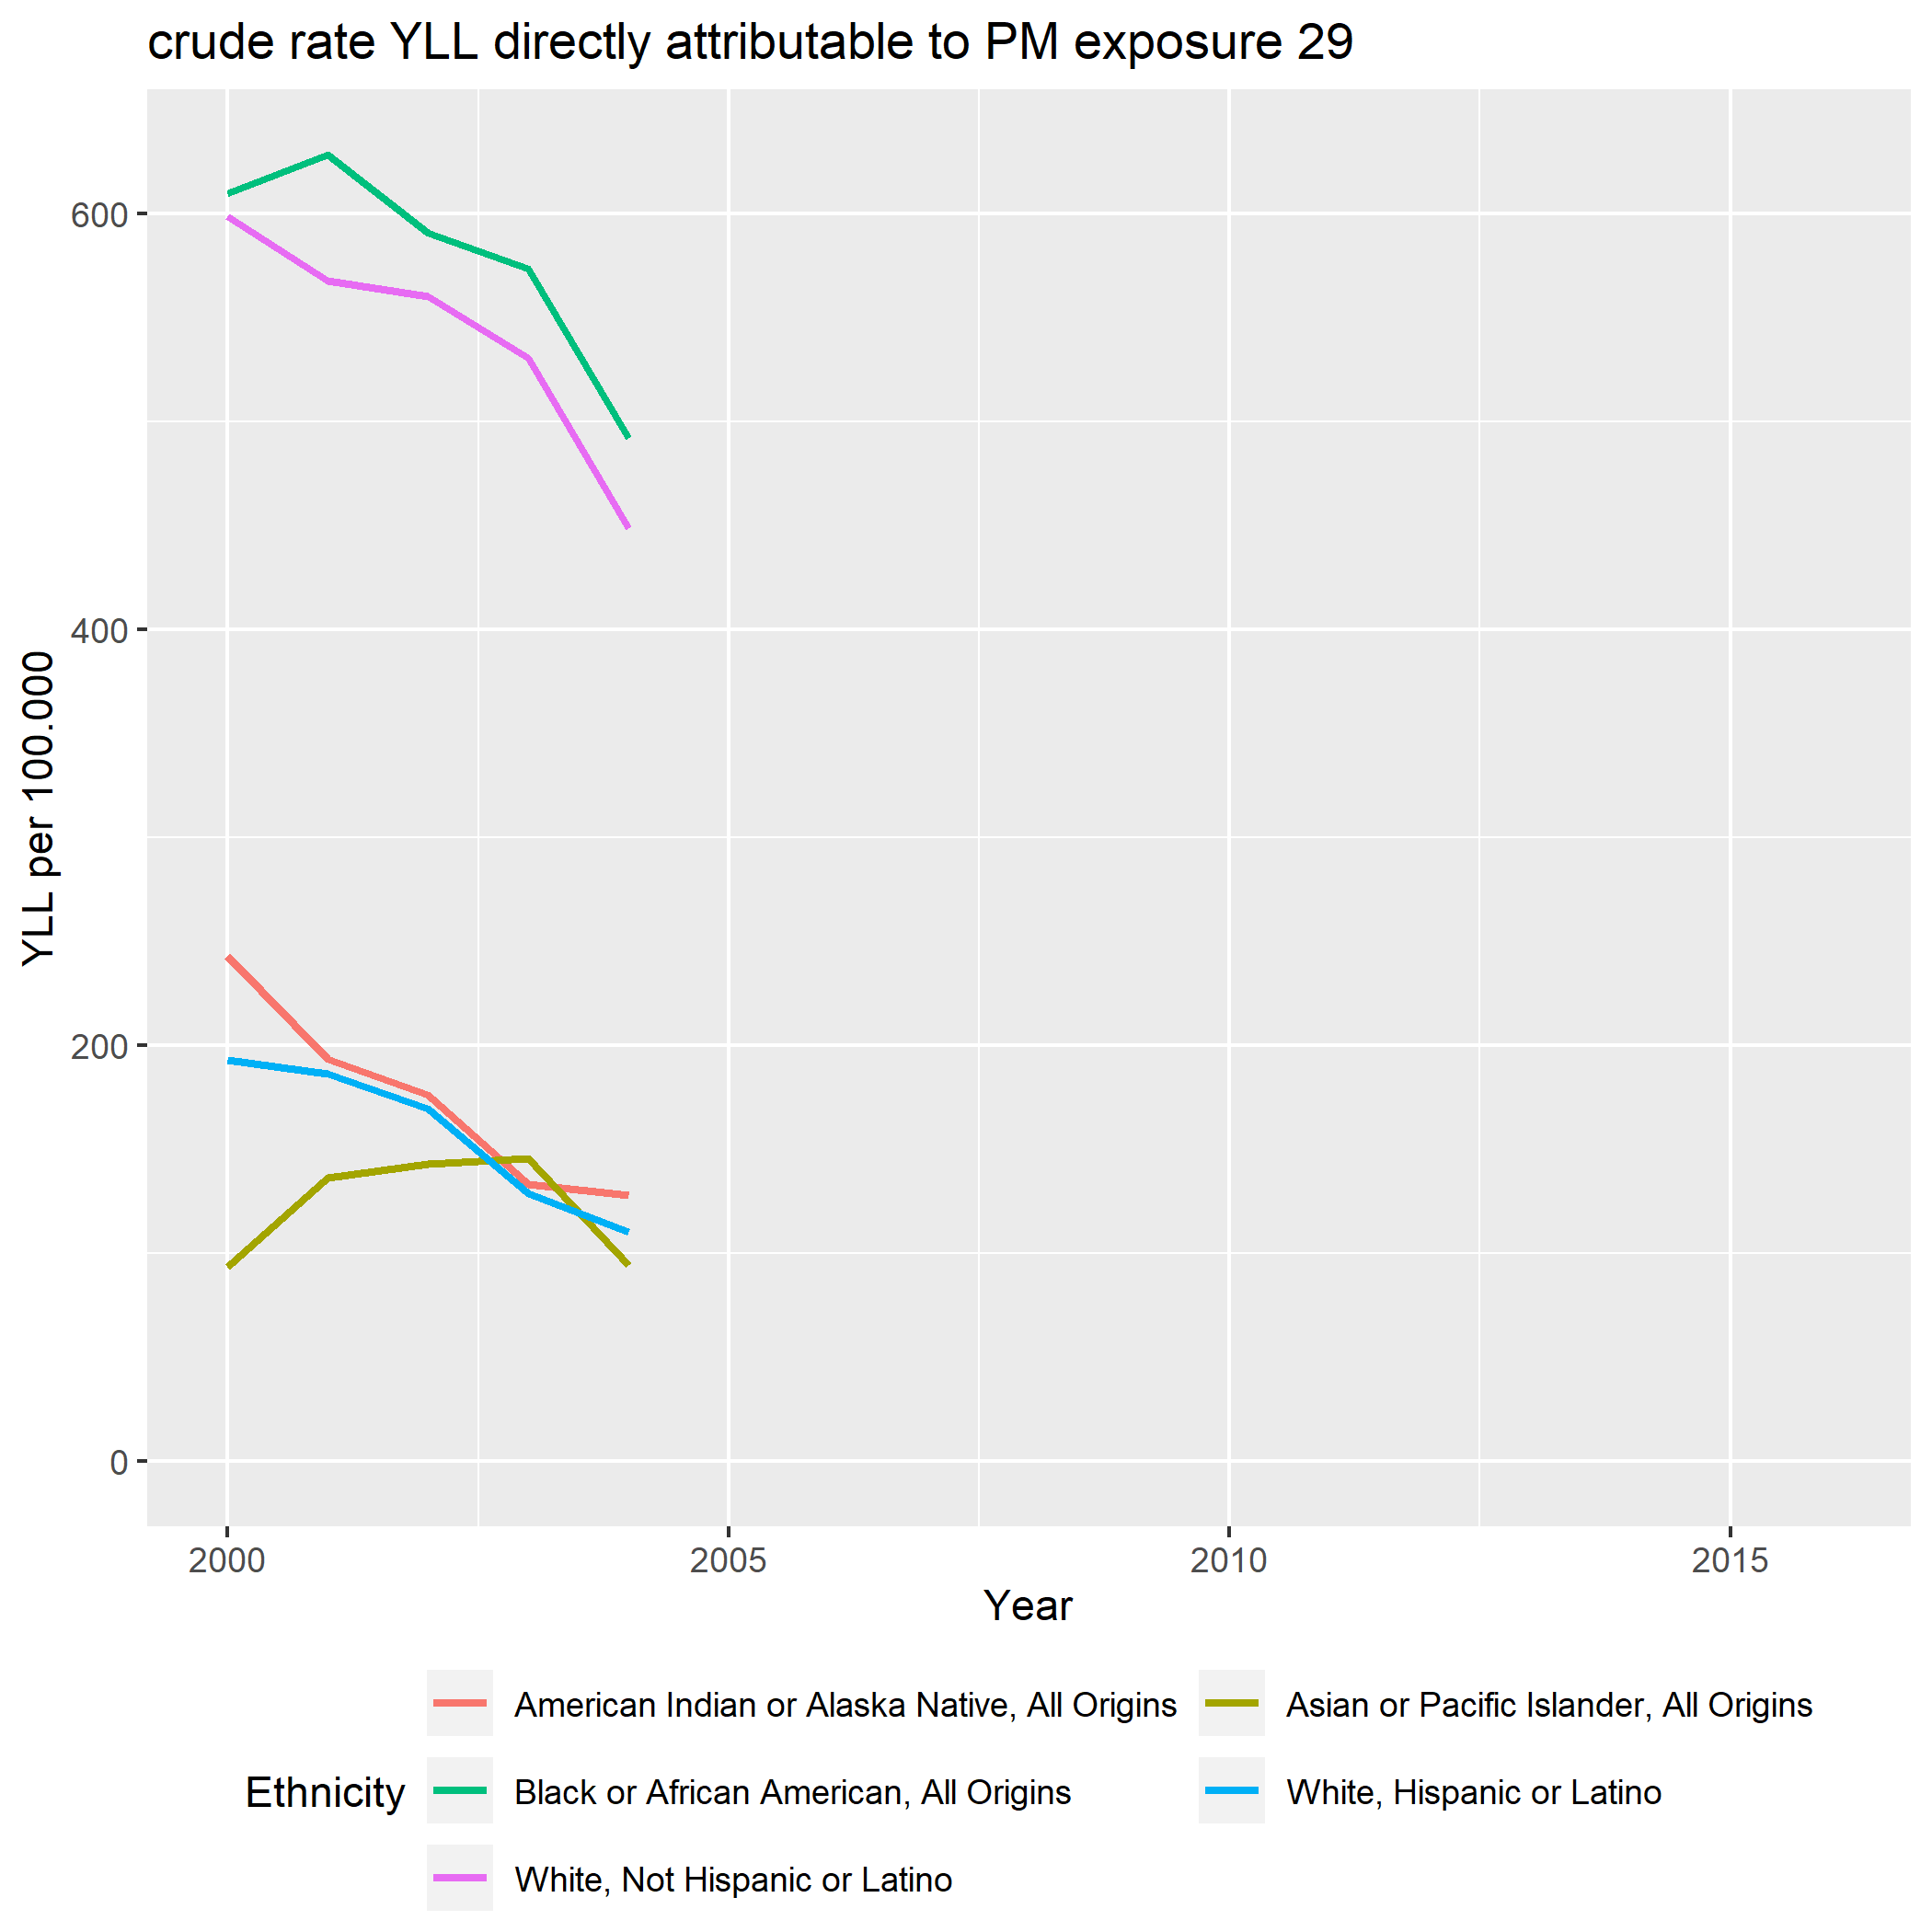 crude rate YLL directly attributable to PM exposure 29
YLL per 100.000
600
400
200
0
2000 2005 2010 2015
Year
Ethnicity
American Indian or Alaska Native, All Origins
Asian or Pacific Islander, All Origins
Black or African American, All Origins
White, Hispanic or Latino
White, Not Hispanic or Latino